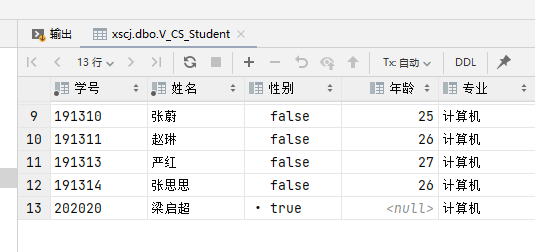 输出 xscj.dbo.V_CS_Student
13 行 Tx: 自动 DDL
学号 姓名 性别 年龄 专业
9 191310 张蔚 false 25 计算机
10 191311 赵琳 false 26 计算机
11 191313 严红 false 27 计算机
12 191314 张思思 false 26 计算机
13 202020 梁启超 • true <null> 计算机